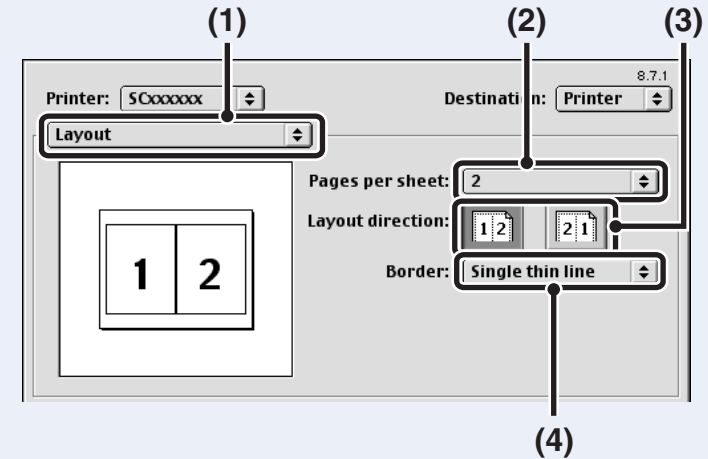 (1) (2) (3)
8.7.1
Printer: SCxxxxxx Destination: Printer
Layout
Pages per sheet: 2
Layout direction: 1 2 2 1
Border: Single thin line
1 2
(4)